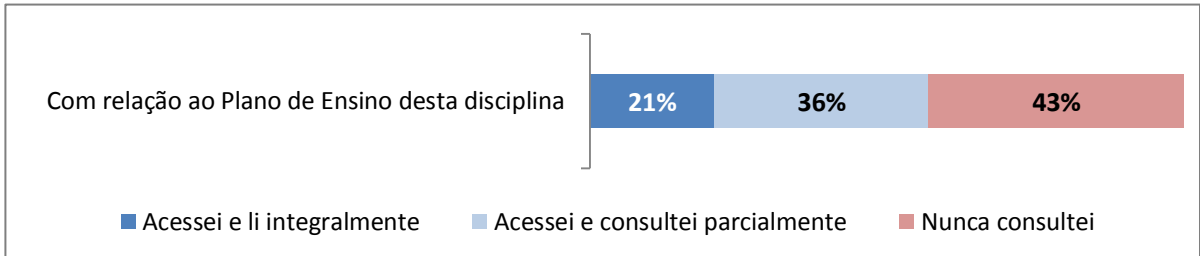 Com relação ao Plano de Ensino desta disciplina
21% 36% 43%
Acessei e li integralmente Acessei e consultei parcialmente Nunca consultei